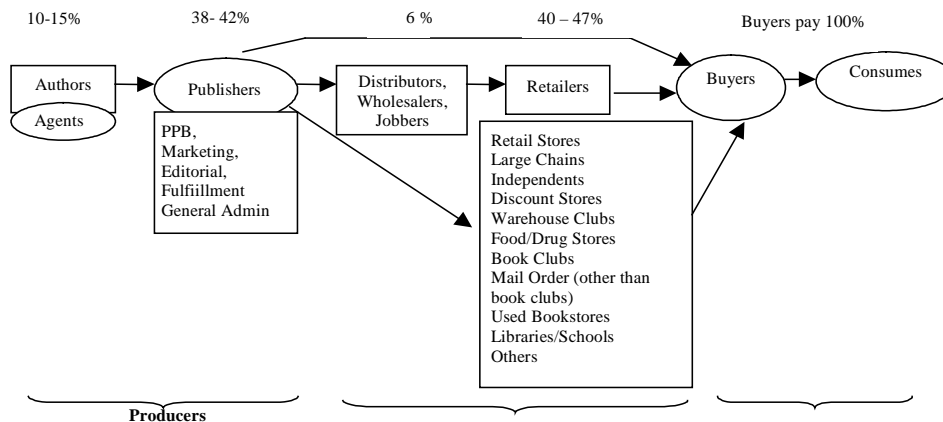 10-15%
38- 42%
6 %
40 – 47%
Buyers pay 100%
Authors
Agents
Publishers
PPB,
Marketing,
Editorial,
Fulfiillment
General Admin
Distributors,
Wholesalers,
Jobbers
Retailers
Retail Stores
Large Chains
Independents
Discount Stores
Warehouse Clubs
Food/Drug Stores
Book Clubs
Mail Order (other than
book clubs)
Used Bookstores
Libraries/Schools
Others
Buyers
Consumes
Producers